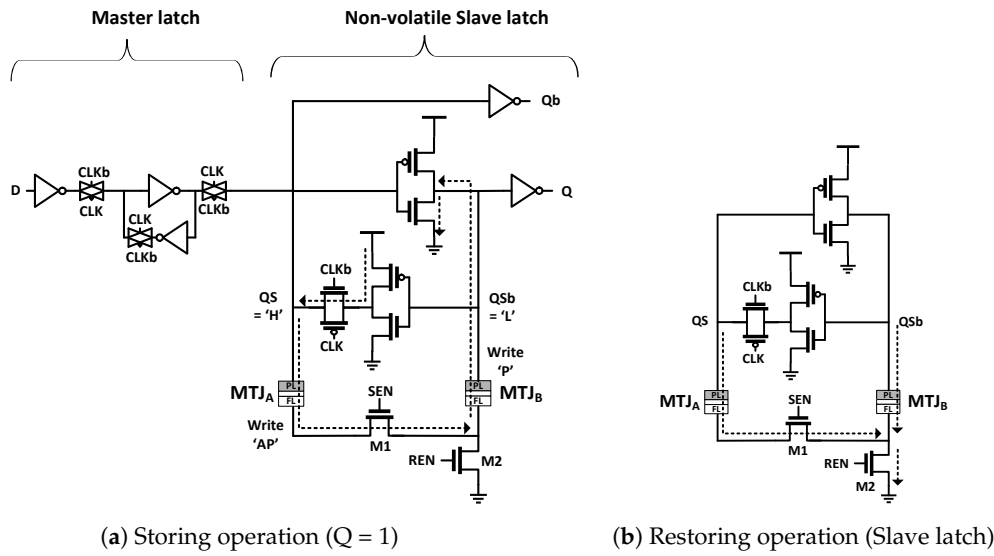 Master latch
Non-volatile Slave latch
Qb
CLKb
CLK
D
CLK
CLKb
CLK
CLKb
Q
CLKb
QS
= 'H'
CLK
QSb
= 'L'
Write
'P'
MTJA
PL
FL
PL
FL
MTJB
SEN
Write
'AP'
M1
REN
M2
CLKb
QS
CLK
QSb
MTJA
PL
FL
PL
FL
MTJB
SEN
M1
REN
M2
(a) Storing operation (Q = 1)
(b) Restoring operation (Slave latch)